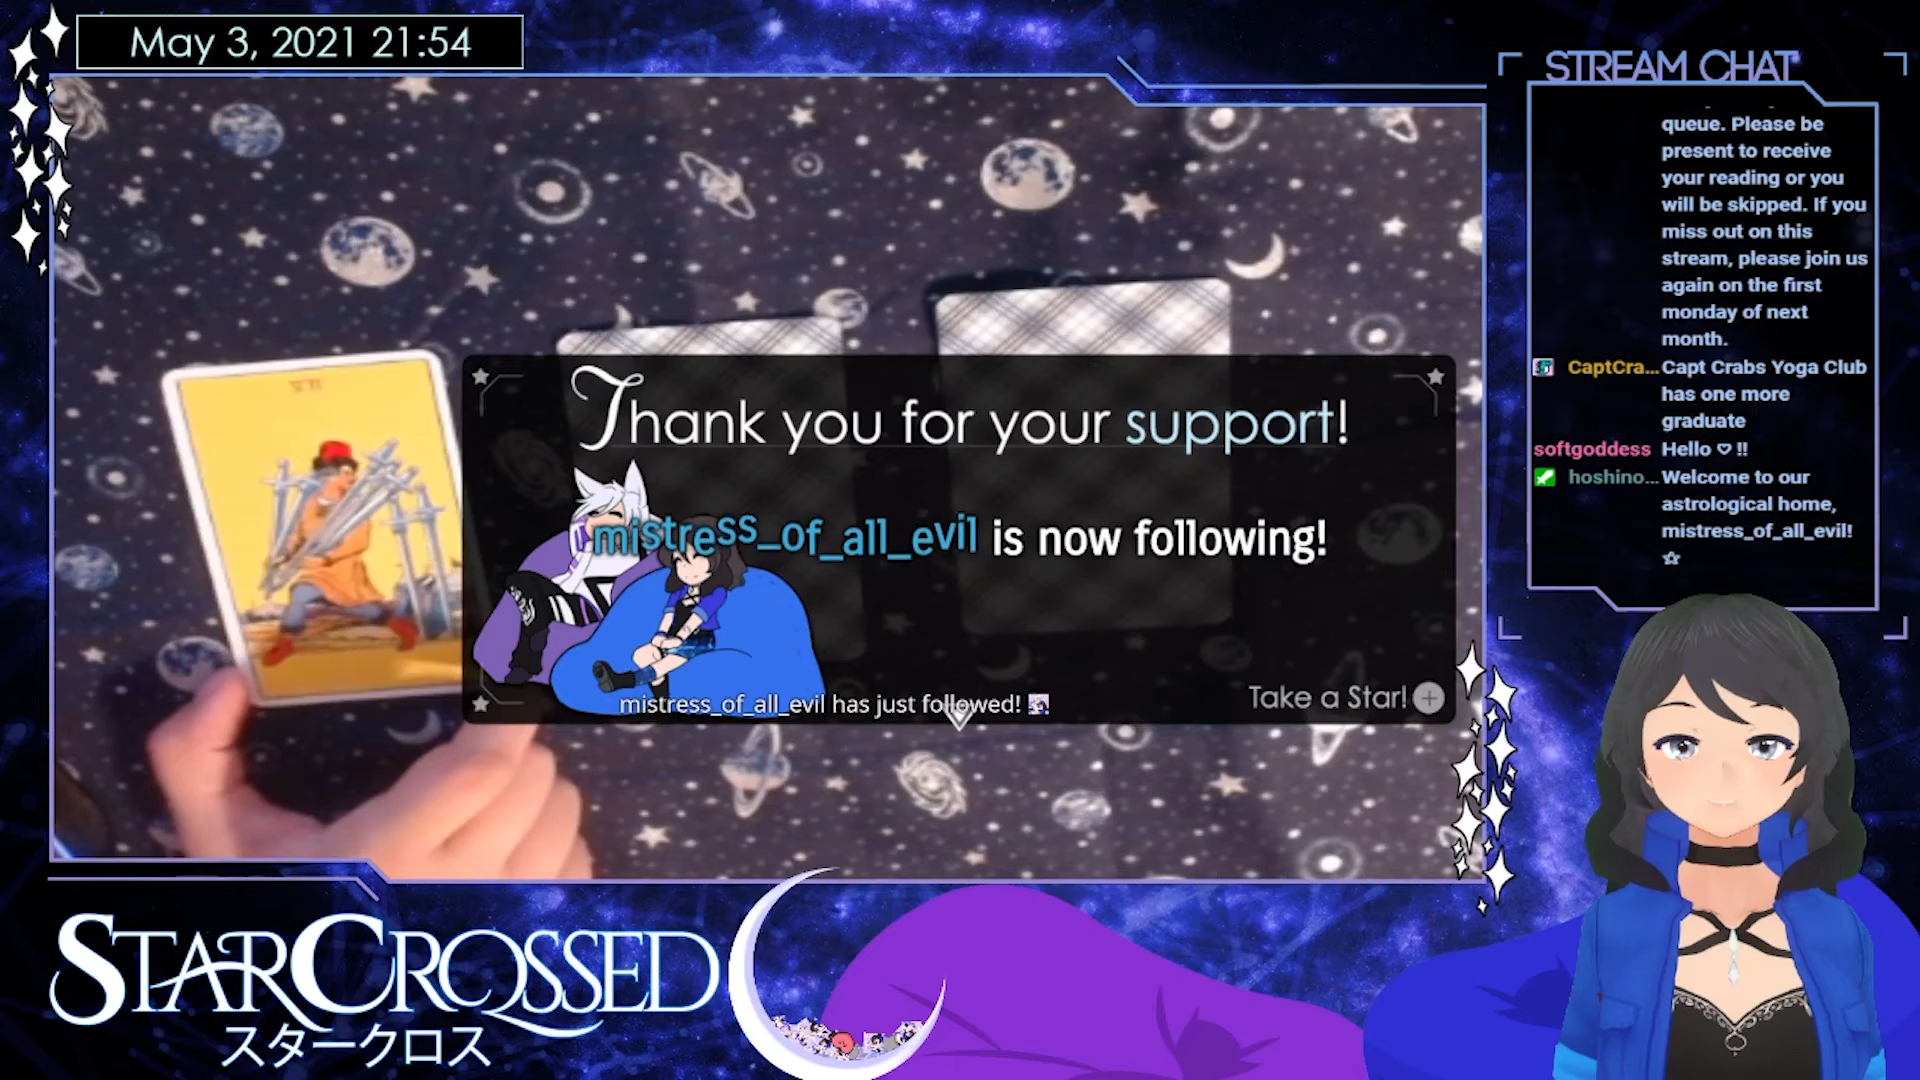 May 3, 2021 21:54
STREAM CHAT
queue. Please be
present to receive
your reading or you
will be skipped. If you
miss out on this
stream, please join us
again on the first
monday of next
month.
CaptCra... Capt Crabs Yoga Club
has one more
graduate
softgoddess Hello ♡ !!
hoshino... Welcome to our
astrological home,
mistress_of_all_evil!
☆
VII
Thank you for your support!
mistress_of_all_evil is now following!
mistress_of_all_evil has just followed!
Take a Star!
STARCROSSED
スタークロス